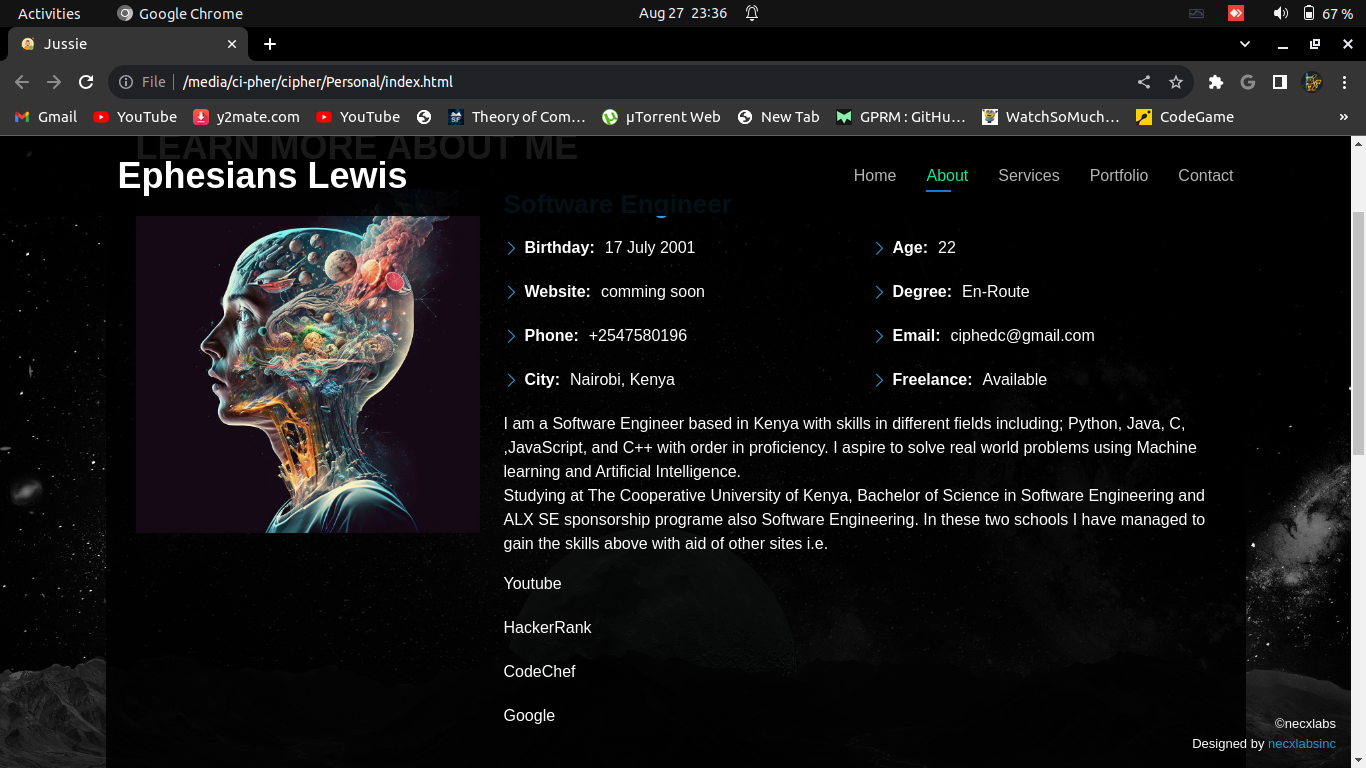 Activities Google Chrome Aug 27 23:36 67 %
Jussie
File /media/ci-pher/cipher/Personal/index.html
Gmail YouTube y2mate.com YouTube Theory of Com… µTorrent Web New Tab GPRM : GitHu… WatchSoMuch… CodeGame »
LEARN MORE ABOUT ME
Ephesians Lewis
Home About Services Portfolio Contact
Software Engineer
Birthday: 17 July 2001 Age: 22
Website: comming soon Degree: En-Route
Phone: +2547580196 Email: ciphedc@gmail.com
City: Nairobi, Kenya Freelance: Available
I am a Software Engineer based in Kenya with skills in different fields including; Python, Java, C,
,JavaScript, and C++ with order in proficiency. I aspire to solve real world problems using Machine
learning and Artificial Intelligence.
Studying at The Cooperative University of Kenya, Bachelor of Science in Software Engineering and
ALX SE sponsorship programe also Software Engineering. In these two schools I have managed to
gain the skills above with aid of other sites i.e.
Youtube
HackerRank
CodeChef
Google
©necxlabs
Designed by necxlabsinc